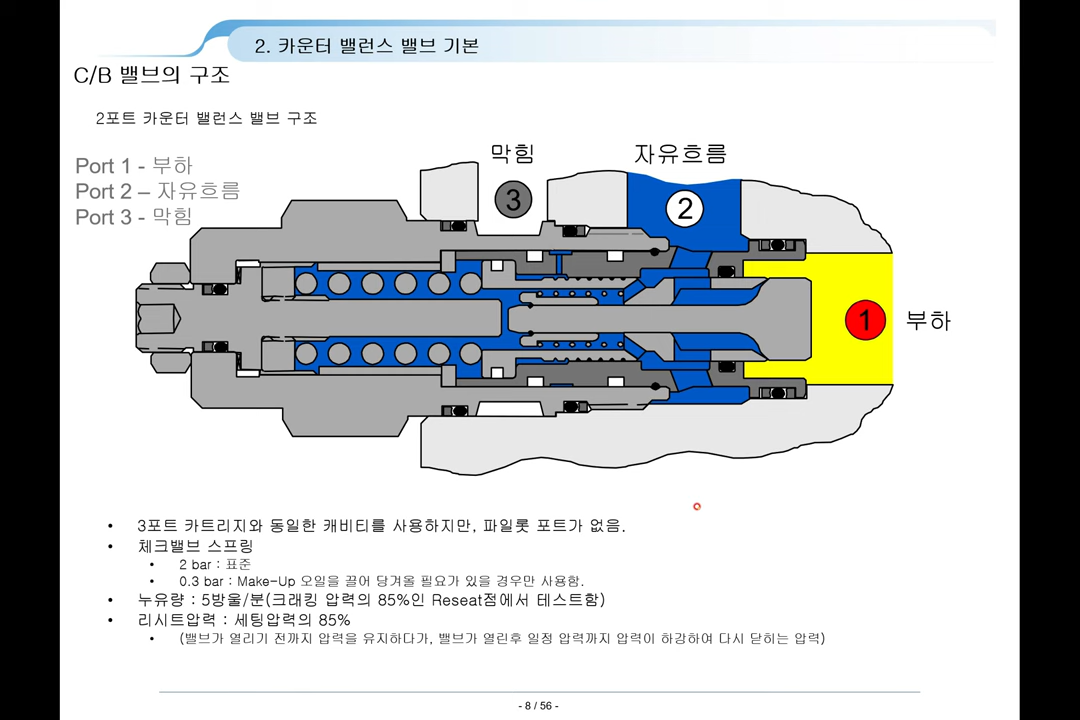 2. 카운터 밸런스 밸브 기본
C/B 밸브의 구조
2포트 카운터 밸런스 밸브 구조
Port 1 - 부하
Port 2 – 자유흐름
Port 3 - 막힘
막힘
자유흐름
3
2
1
부하
• 3포트 카트리지와 동일한 캐비티를 사용하지만, 파일롯 포트가 없음.
• 체크밸브 스프링
• 2 bar : 표준
• 0.3 bar : Make-Up 오일을 끌어 당겨올 필요가 있을 경우만 사용함.
• 누유량 : 5방울/분(크래킹 압력의 85%인 Reseat점에서 테스트함)
• 리시트압력 : 세팅압력의 85%
• (밸브가 열리기 전까지 압력을 유지하다가, 밸브가 열린후 일정 압력까지 압력이 하강하여 다시 닫히는 압력)
- 8 / 56 -